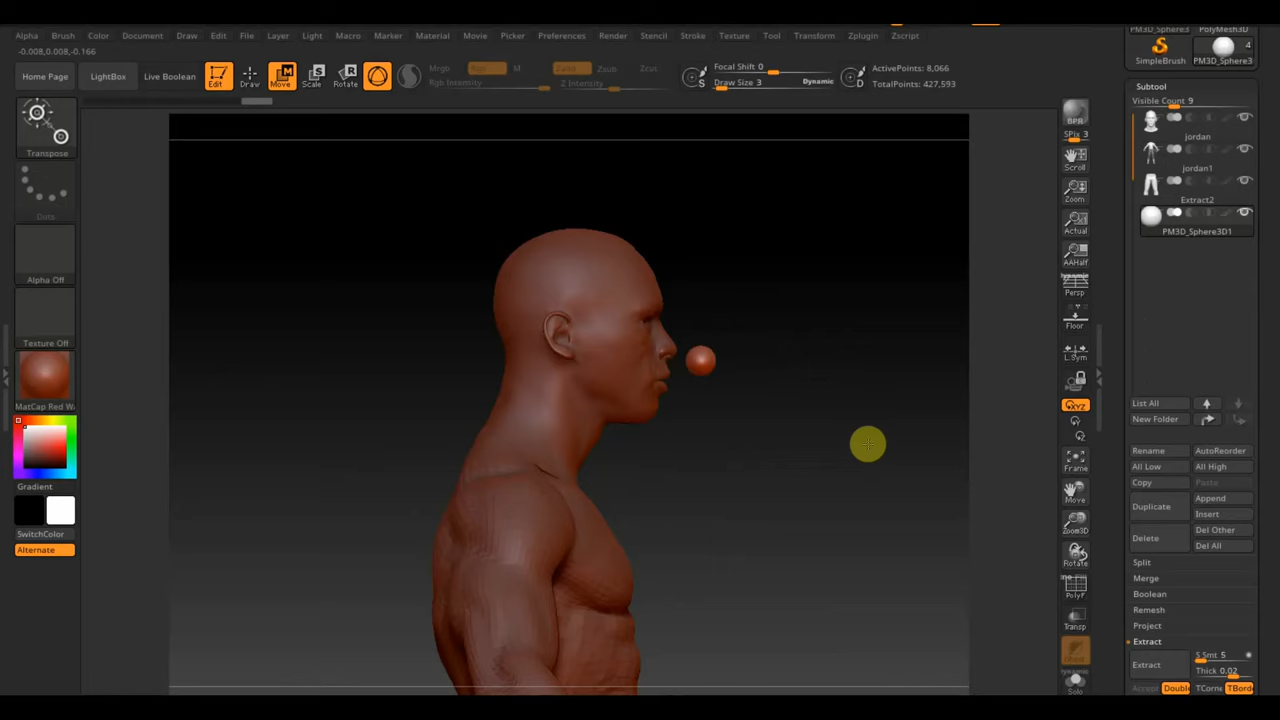 PM3D_Sphere3 PolyMesh3D
Alpha Brush Color Document Draw Edit File Layer Light Macro Marker Material Movie Picker Preferences Render Stencil Stroke Texture Tool Transform Zplugin Zscript
-0.008,0.008,-0.166
SimpleBrush PM3D_Sphere3
4
Home Page LightBox Live Boolean Edit Draw Move Scale Rotate
Mrgb Rgb M Zadd Zsub Zcut
Rgb Intensity Z Intensity
Focal Shift 0
Draw Size 3 Dynamic
S D
ActivePoints: 8,066
TotalPoints: 427,593
Subtool
Visible Count 9
jordan
jordan1
Extract2
PM3D_Sphere3D1
Transpose
Dots
Alpha Off
Texture Off
MatCap Red W
Gradient
SwitchColor
Alternate
BPR
SPix 3
Scroll
Zoom
Actual
AAHalf
Dynamic
Persp
Floor
L.Sym
XYZ
Frame
Move
Zoom3D
Rotate
PolyF
Transp
Ghost
Dynamic
Solo
List All
New Folder
Rename AutoReorder
All Low All High
Copy Paste
Duplicate Append
Insert
Delete Del Other
Del All
Split
Merge
Boolean
Remesh
Project
Extract
Extract S Smt 5
Thick 0.02
Accept Double TCorne TBorde